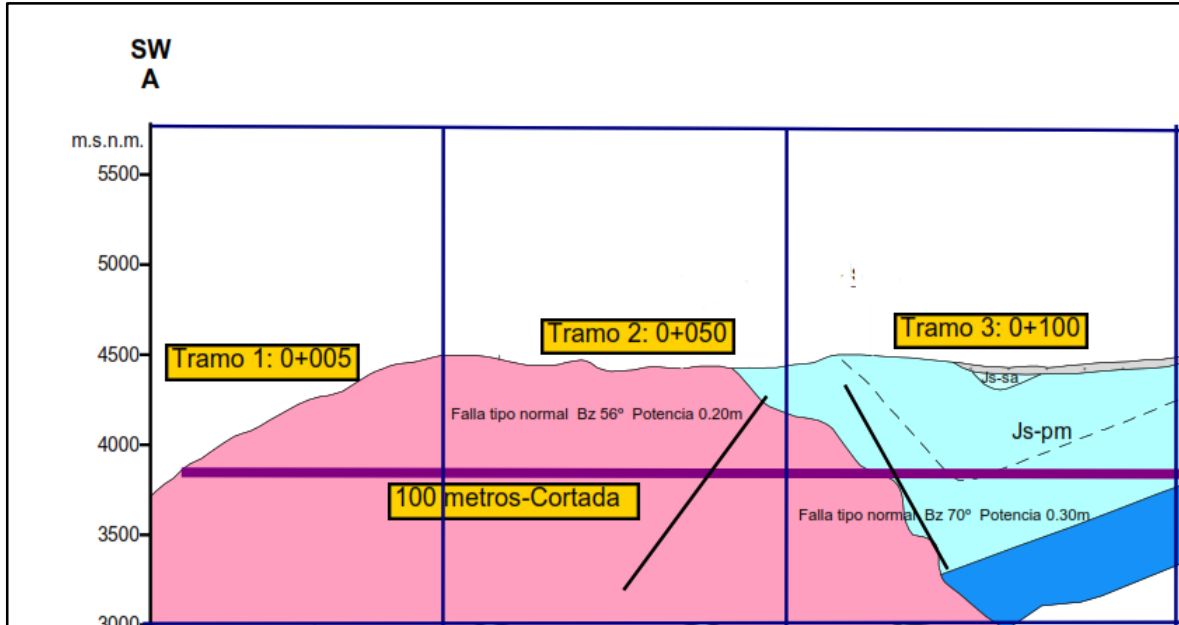 SW
A
m.s.n.m.
5500
5000
4500
4000
3500
3000
Tramo 1: 0+005
Tramo 2: 0+050
Tramo 3: 0+100
Js-sa
Falla tipo normal Bz 56º Potencia 0.20m
Js-pm
100 metros-Cortada
Falla tipo normal Bz 70º Potencia 0.30m